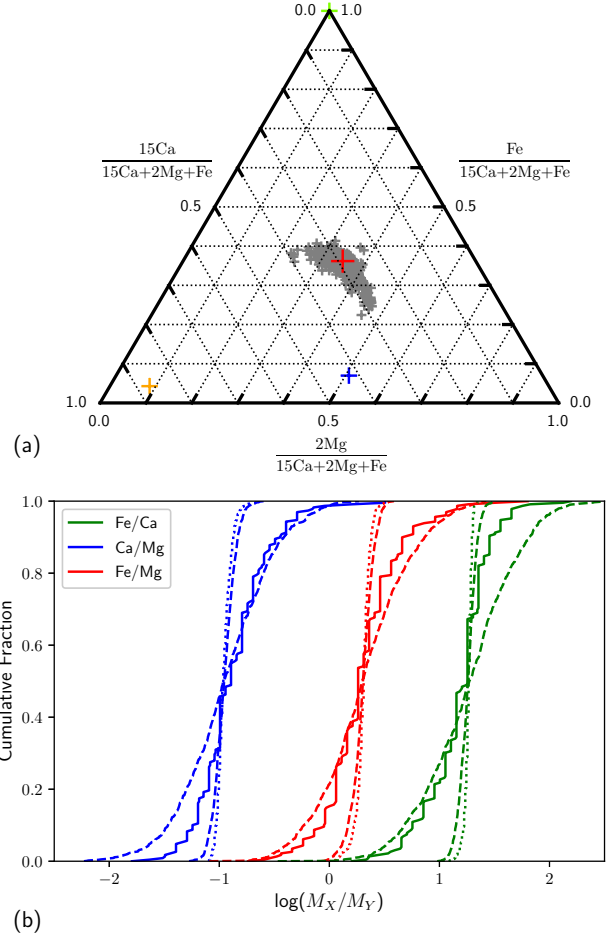 0.0 1.0
15Ca
15Ca+2Mg+Fe
Fe
15Ca+2Mg+Fe
0.5 0.5
1.0 0.0
0.0 0.5 1.0
(a)
2Mg
15Ca+2Mg+Fe
1.0
0.8
0.6
0.4
0.2
0.0
Cumulative Fraction
Fe/Ca
Ca/Mg
Fe/Mg
−2 −1 0 1 2
log(M_X/M_Y)
(b)